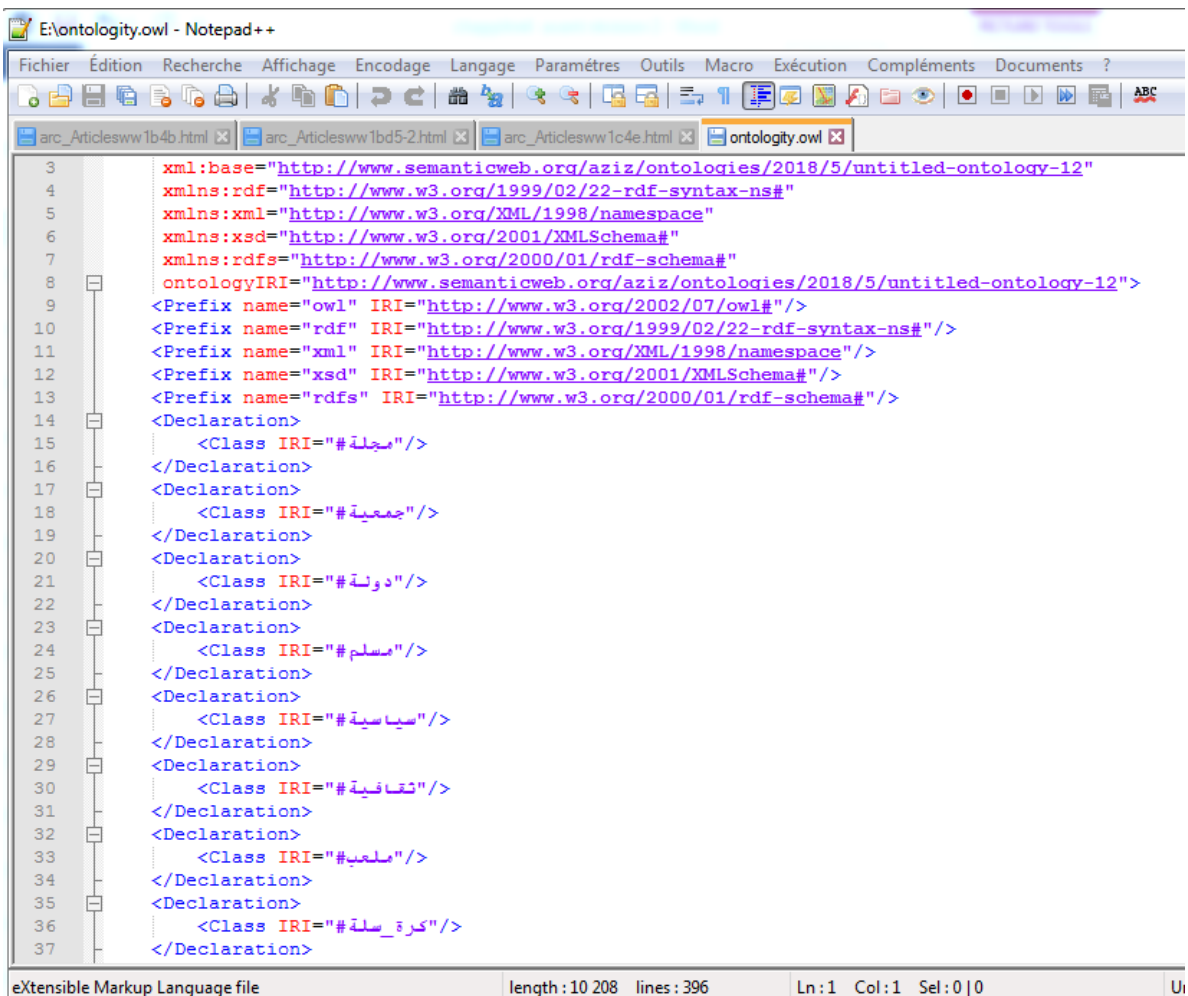 E:\ontologity.owl - Notepad++
Fichier Édition Recherche Affichage Encodage Langage Paramétres Outils Macro Exécution Compléments Documents ?
ABC
arc_Articlesww1b4b.html arc_Articlesww1bd5-2.html arc_Articlesww1c4e.html ontologity.owl
3 xml:base="http://www.semanticweb.org/aziz/ontologies/2018/5/untitled-ontology-12"
4 xmlns:rdf="http://www.w3.org/1999/02/22-rdf-syntax-ns#"
5 xmlns:xml="http://www.w3.org/XML/1998/namespace"
6 xmlns:xsd="http://www.w3.org/2001/XMLSchema#"
7 xmlns:rdfs="http://www.w3.org/2000/01/rdf-schema#"
8 ontologyIRI="http://www.semanticweb.org/aziz/ontologies/2018/5/untitled-ontology-12">
9 <Prefix name="owl" IRI="http://www.w3.org/2002/07/owl#"/>
10 <Prefix name="rdf" IRI="http://www.w3.org/1999/02/22-rdf-syntax-ns#"/>
11 <Prefix name="xml" IRI="http://www.w3.org/XML/1998/namespace"/>
12 <Prefix name="xsd" IRI="http://www.w3.org/2001/XMLSchema#"/>
13 <Prefix name="rdfs" IRI="http://www.w3.org/2000/01/rdf-schema#"/>
14 <Declaration>
15 <Class IRI="#مجلة"/>
16 </Declaration>
17 <Declaration>
18 <Class IRI="#جمعية"/>
19 </Declaration>
20 <Declaration>
21 <Class IRI="#دولة"/>
22 </Declaration>
23 <Declaration>
24 <Class IRI="#مسلم"/>
25 </Declaration>
26 <Declaration>
27 <Class IRI="#سياسية"/>
28 </Declaration>
29 <Declaration>
30 <Class IRI="#ثقافية"/>
31 </Declaration>
32 <Declaration>
33 <Class IRI="#ملعب"/>
34 </Declaration>
35 <Declaration>
36 <Class IRI="#كرة_سلة"/>
37 </Declaration>
eXtensible Markup Language file length : 10 208 lines : 396 Ln : 1 Col : 1 Sel : 0 | 0